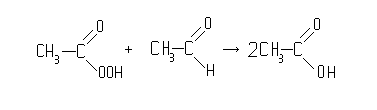 O O O
CH3 C + CH3 C → 2CH3 C
OOH H OH